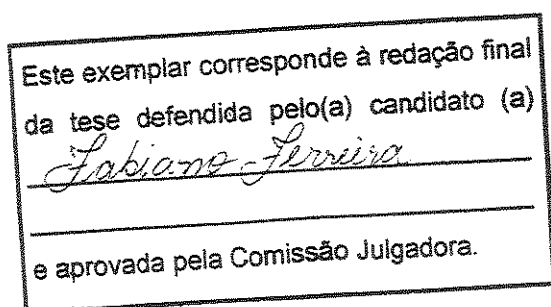 Este exemplar corresponde à redação final
da tese defendida pelo(a) candidato (a)
Fabiano Ferreira
e aprovada pela Comissão Julgadora.